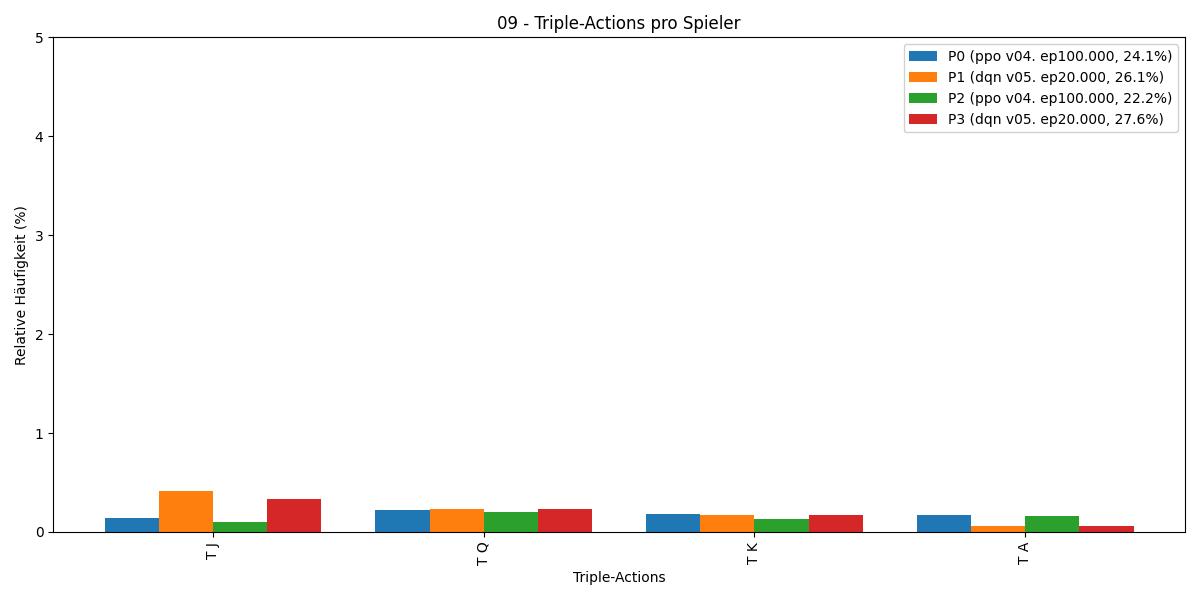 09 - Triple-Actions pro Spieler
Relative Häufigkeit (%)
5
4
3
2
1
0
P0 (ppo v04. ep100.000, 24.1%)
P1 (dqn v05. ep20.000, 26.1%)
P2 (ppo v04. ep100.000, 22.2%)
P3 (dqn v05. ep20.000, 27.6%)
T J
T Q
T K
T A
Triple-Actions